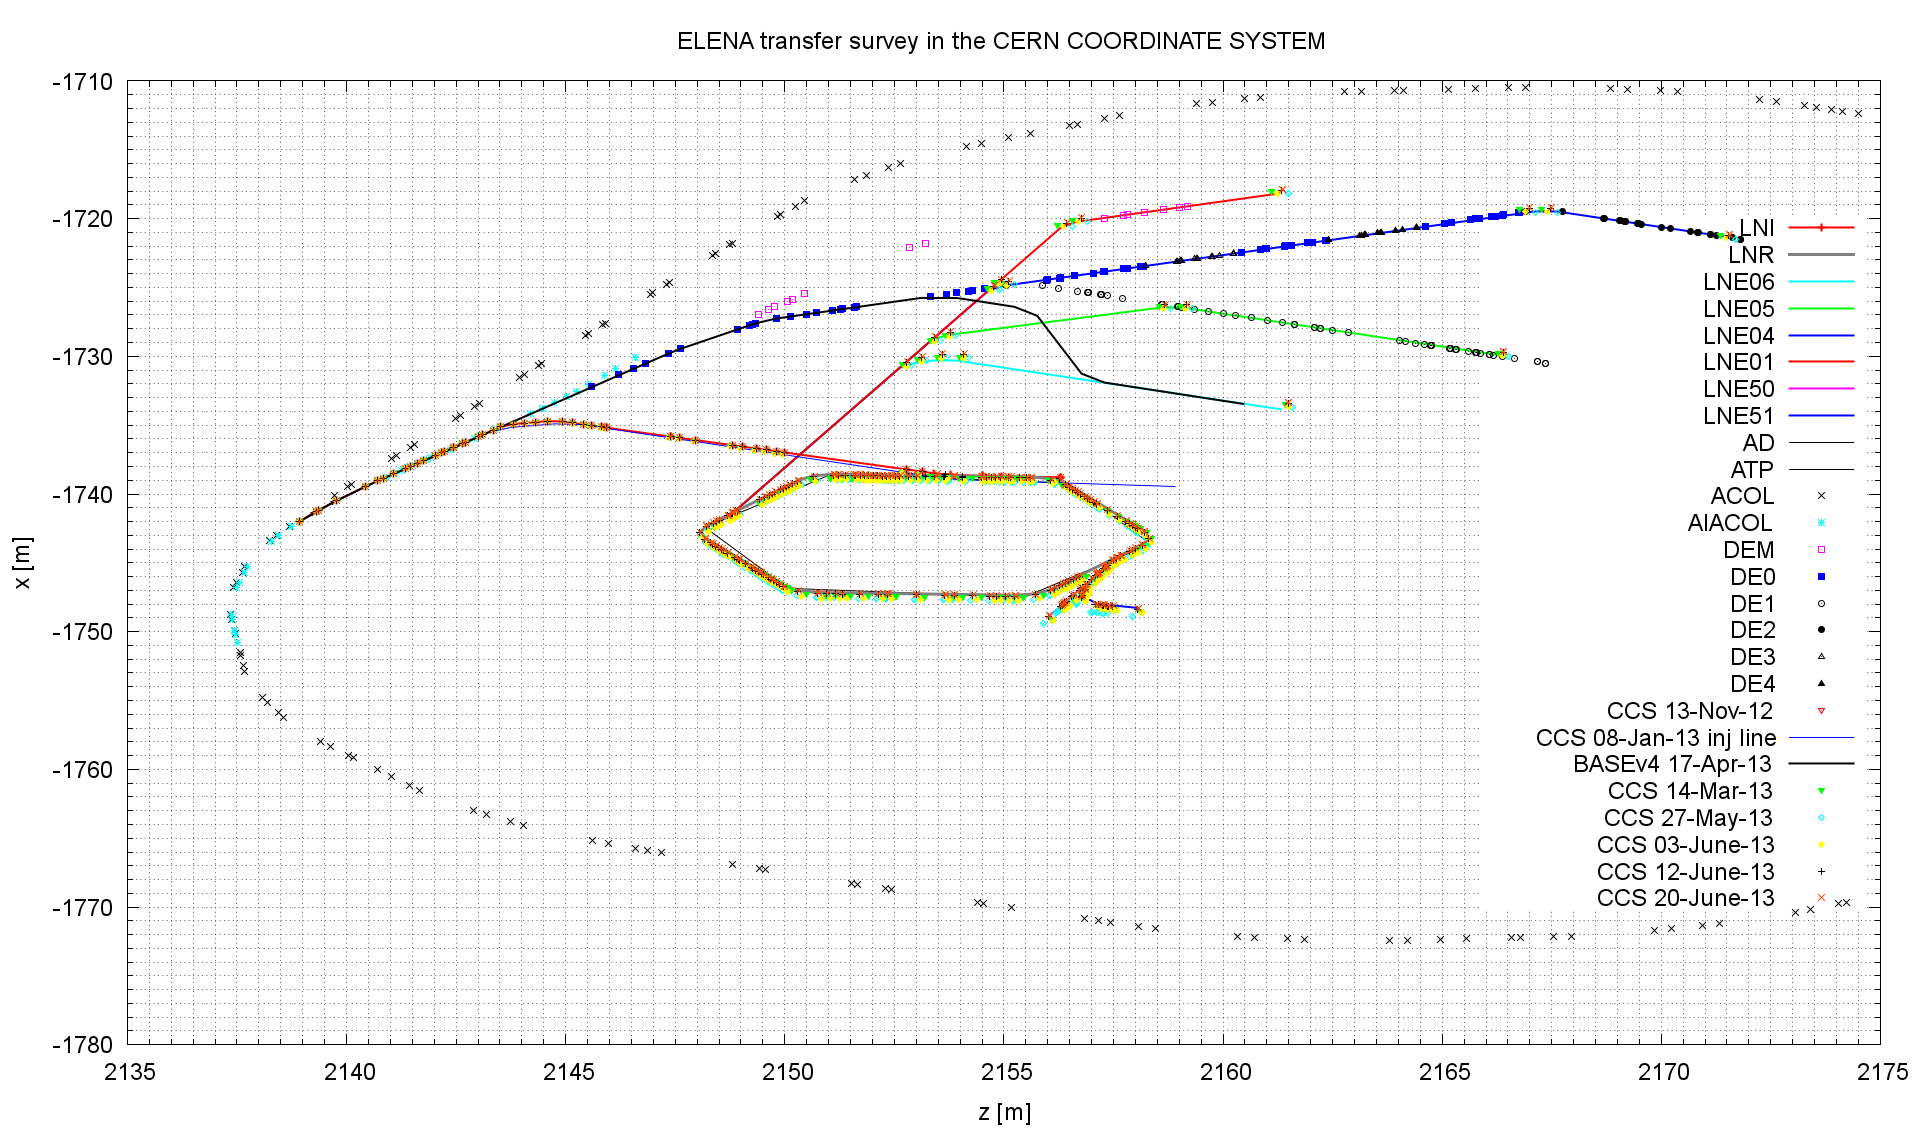 ELENA transfer survey in the CERN COORDINATE SYSTEM
-1710
-1720
-1730
-1740
-1750
-1760
-1770
-1780
x [m]
2135 2140 2145 2150 2155 2160 2165 2170 2175
z [m]
LNI
LNR
LNE06
LNE05
LNE04
LNE01
LNE50
LNE51
AD
ATP
ACOL
AIACOL
DEM
DE0
DE1
DE2
DE3
DE4
CCS 13-Nov-12
CCS 08-Jan-13 inj line
BASEv4 17-Apr-13
CCS 14-Mar-13
CCS 27-May-13
CCS 03-June-13
CCS 12-June-13
CCS 20-June-13